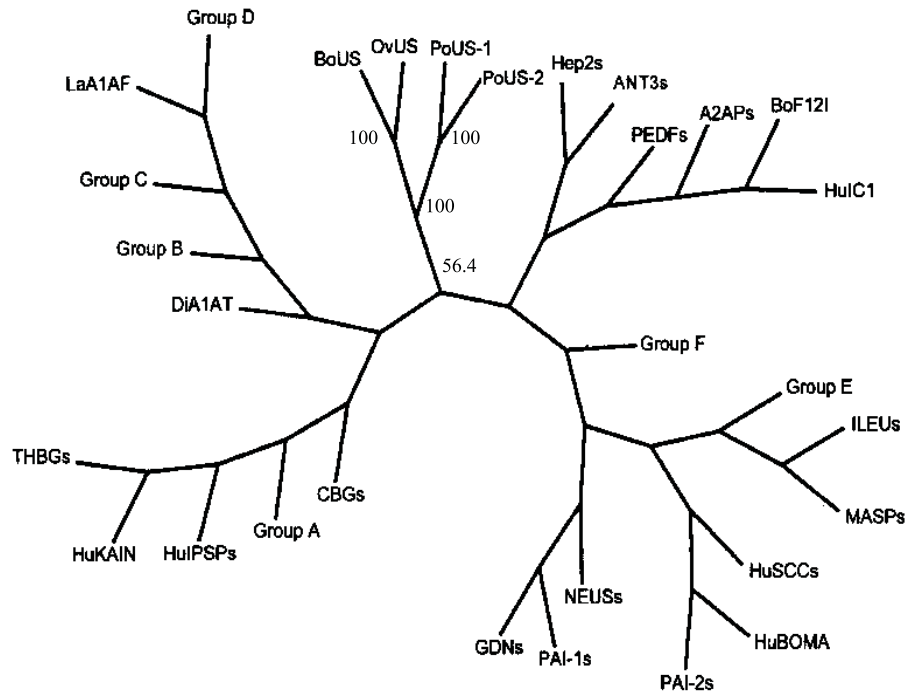 Group D
OvUS
PoUS-1
BoUS
PoUS-2
Hep2s
ANT3s
LaA1AF
A2APs
BoF12I
PEDFs
100
100
Group C
HuIC1
100
Group B
56.4
DiA1AT
Group F
Group E
ILEUs
THBGs
CBGs
MASPs
Group A
HuKAIN
HuIPSPs
HuSCCs
NEUSs
GDNs
HuBOMA
PAI-1s
PAI-2s